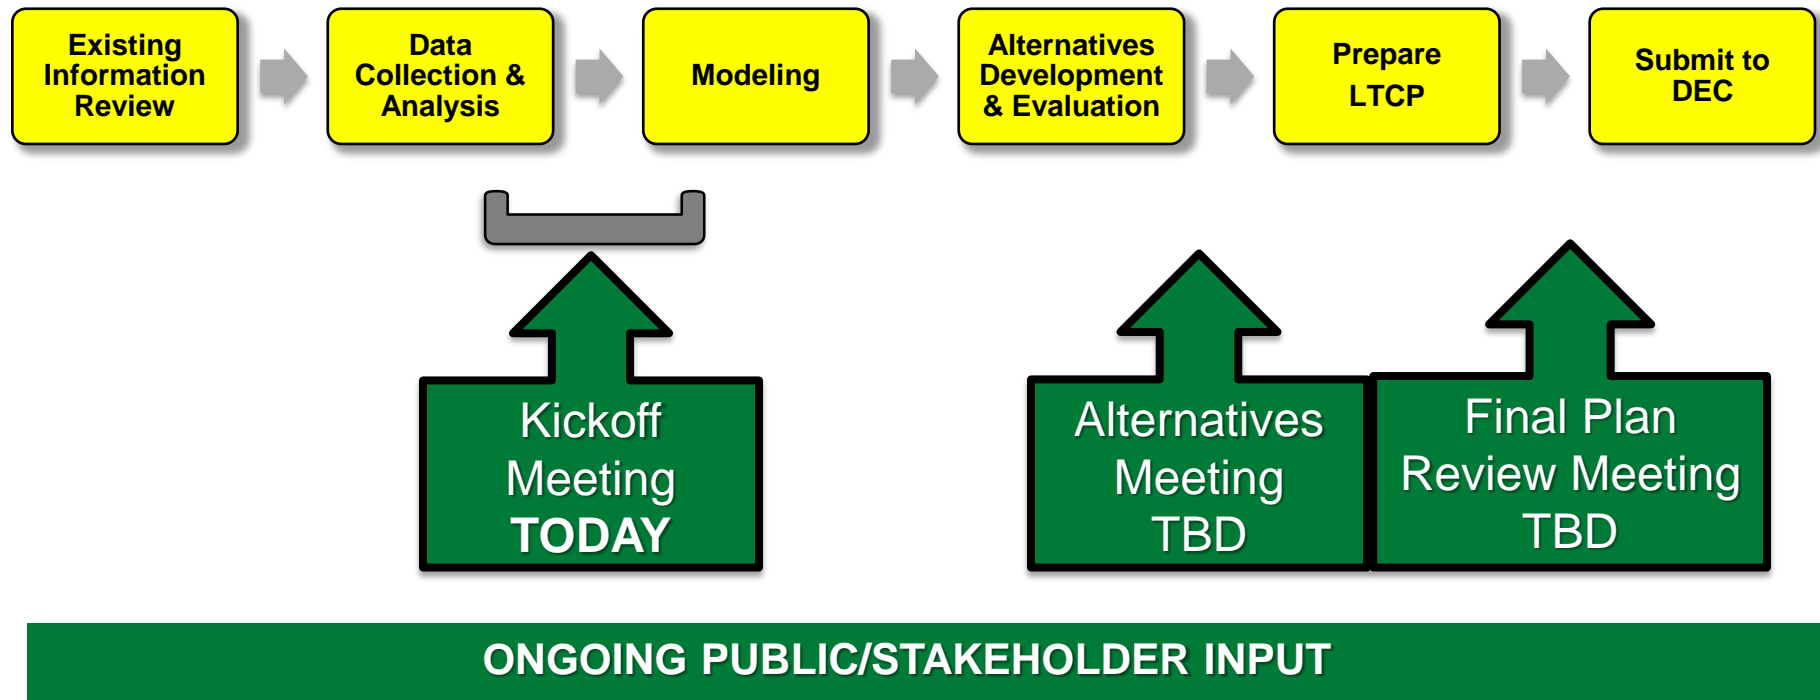 Existing
Information
Review
Data
Collection &
Analysis
Modeling
Alternatives
Development
& Evaluation
Prepare
LTCP
Submit to
DEC
Kickoff
Meeting
TODAY
Alternatives
Meeting
TBD
Final Plan
Review Meeting
TBD
ONGOING PUBLIC/STAKEHOLDER INPUT